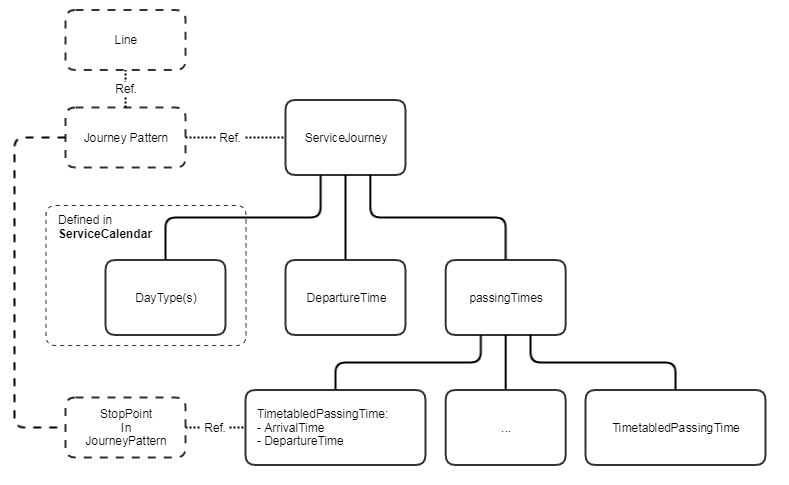 Line
Ref.
Journey Pattern
Ref.
ServiceJourney
Defined in
ServiceCalendar
DayType(s)
DepartureTime
passingTimes
StopPoint
In
JourneyPattern
Ref.
TimetabledPassingTime:
- ArrivalTime
- DepartureTime
...
TimetabledPassingTime